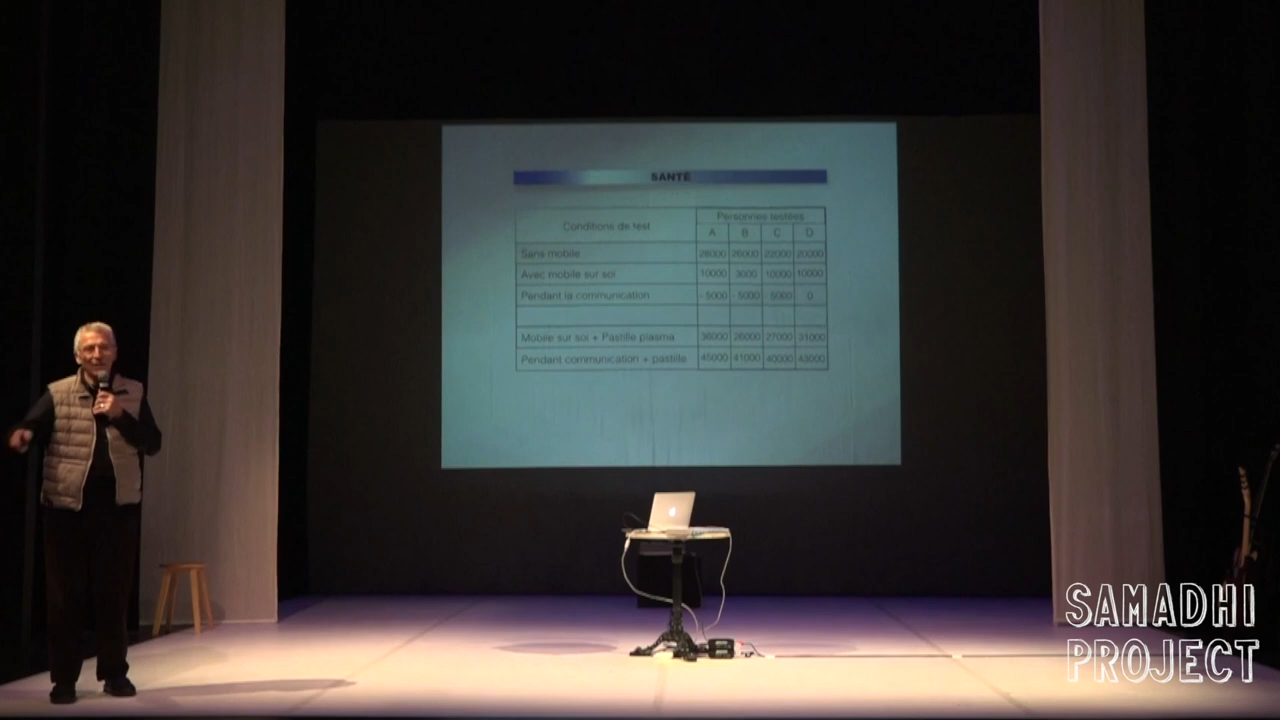 SANTÉ
Conditions de test Personnes testées
A B C D
Sans mobile 28000 26000 22000 20000
Avec mobile sur soi 10000 3000 10000 10000
Pendant la communication - 5000 - 5000 - 5000 0
Mobile sur soi + Pastille plasma 36000 26000 27000 31000
Pendant communication + pastille 45000 41000 40000 43000
SAMADHI
PROJECT